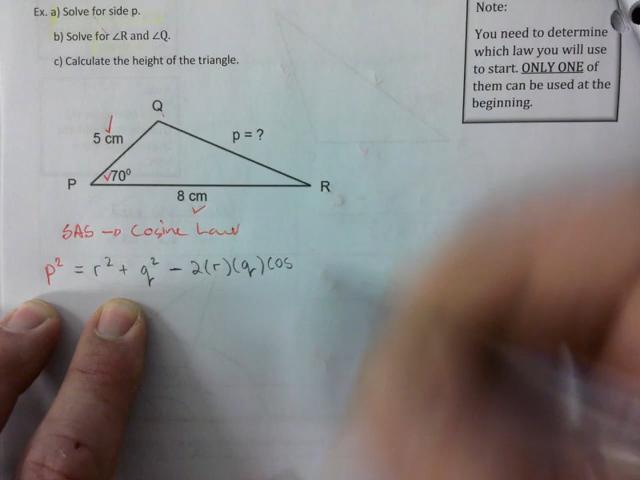 Ex. a) Solve for side p.
b) Solve for ∠R and ∠Q.
c) Calculate the height of the triangle.
Note:
You need to determine
which law you will use
to start. ONLY ONE of
them can be used at the
beginning.
Q
5 cm
p = ?
P
70⁰
R
8 cm
SAS → Cosine Law
p² = r² + q² - 2(r)(q)cos